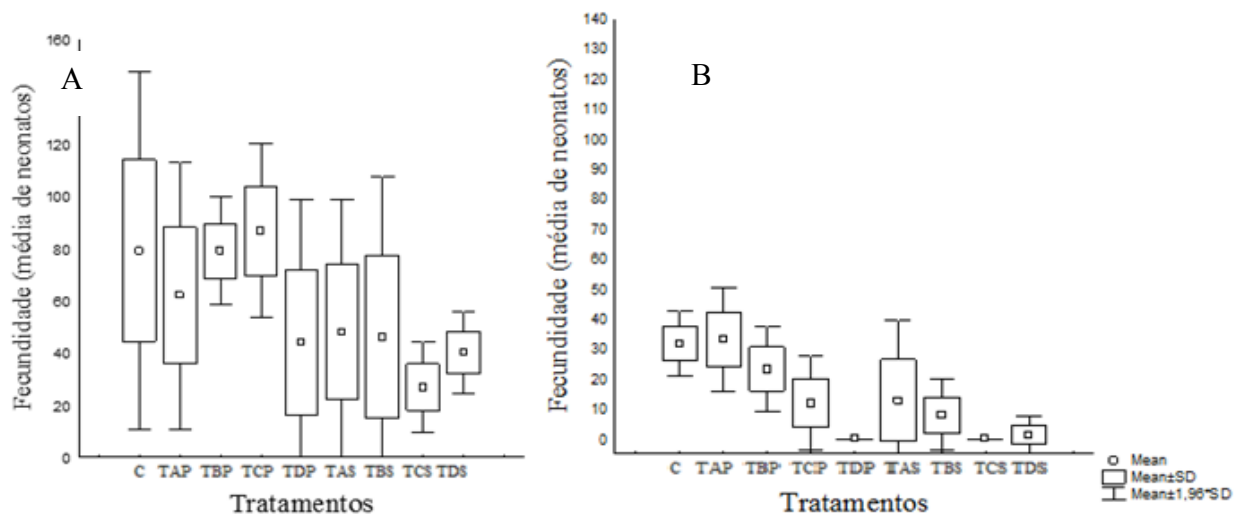 A
Fecundidade (média de neonatos)
160
120
100
80
60
40
20
0
C TAP TBP TCP TDP TAS TBS TCS TDS
Tratamentos
B
Fecundidade (média de neonatos)
140
130
120
110
100
90
80
70
60
50
40
30
20
10
0
C TAP TBP TCP TDP TAS TBS TCS TDS
Tratamentos
Mean
Mean±SD
Mean±1,96*SD